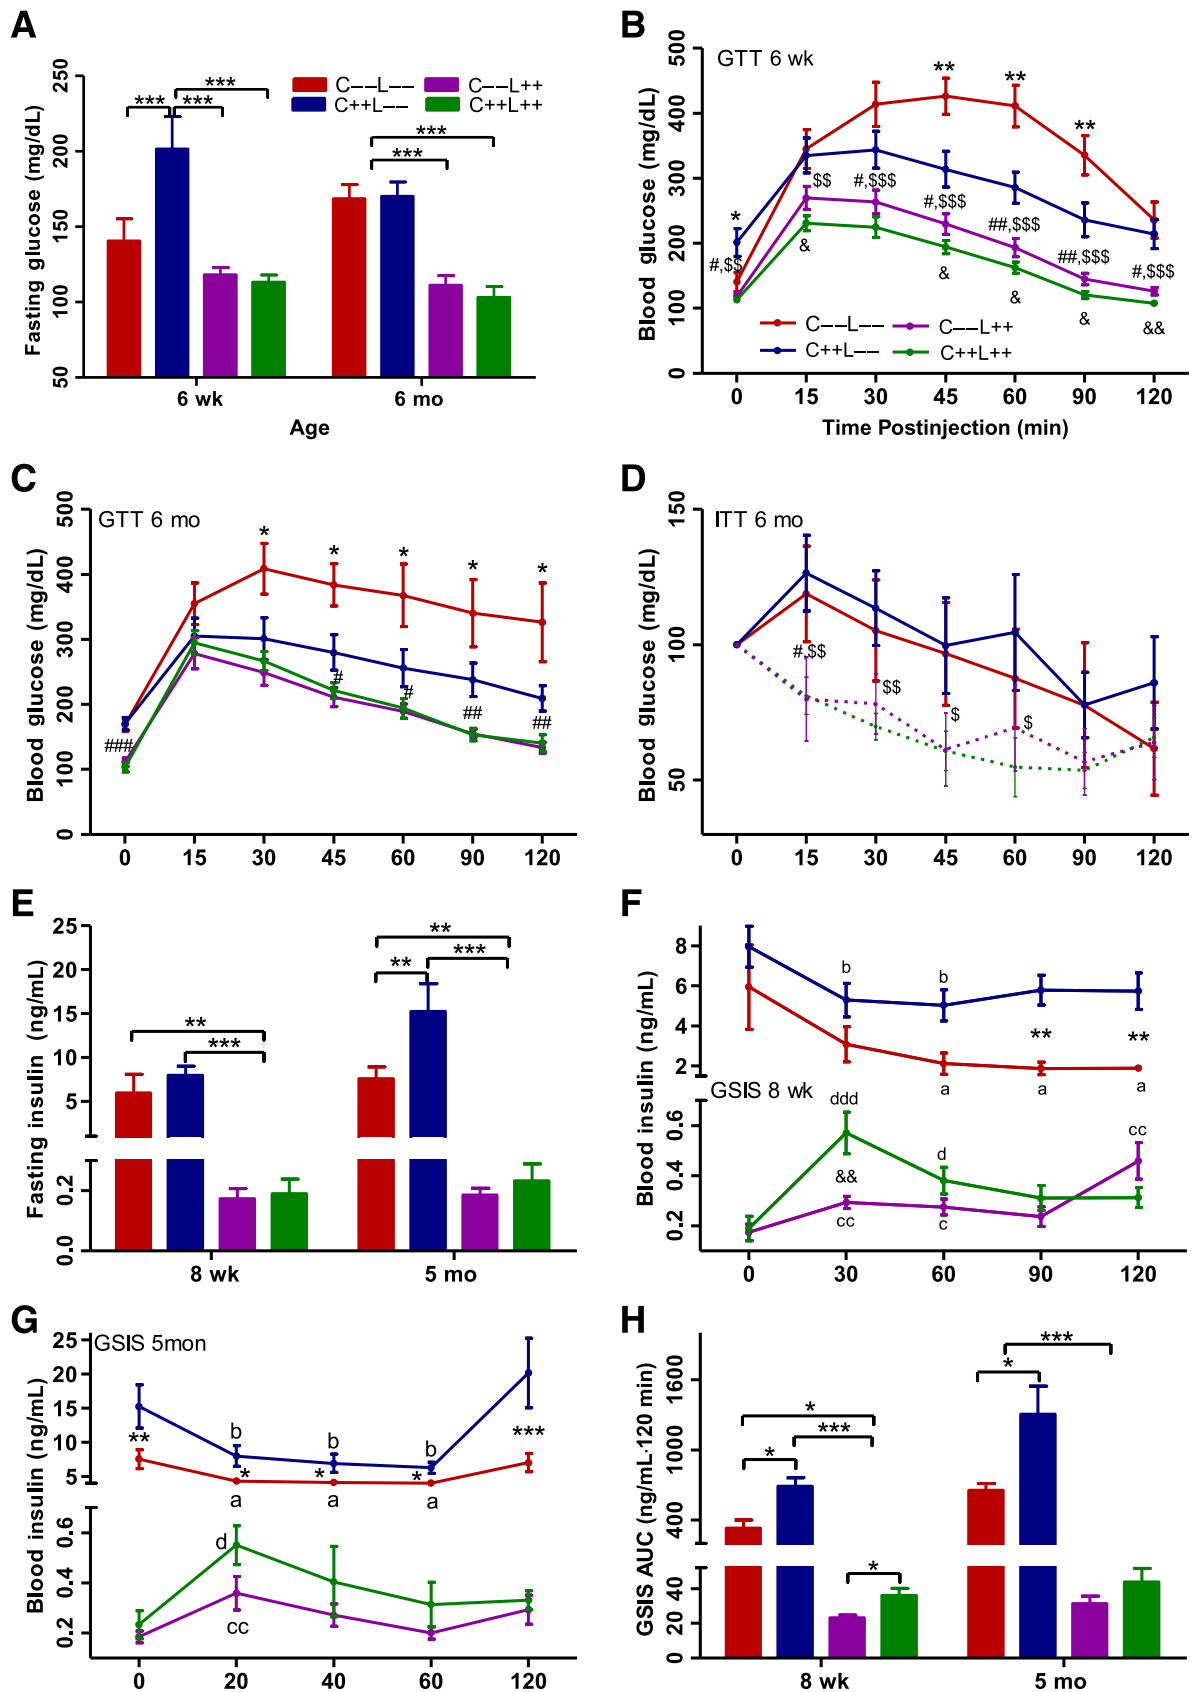 A
Fasting glucose (mg/dL)
250
200
150
100
50
***
***
***
***
***
C––L––
C++L––
C––L++
C++L++
6 wk
6 mo
Age
B
GTT 6 wk
Blood glucose (mg/dL)
500
400
300
200
100
0
**
**
**
*
$$
#,$$$
#,$$$
##,$$$
##,$$$
#,$$$
#,$$
&
&
&
&
&&
C––L––
C++L––
C––L++
C++L++
0 15 30 45 60 90 120
Time Postinjection (min)
C
GTT 6 mo
Blood glucose (mg/dL)
500
400
300
200
100
0
*
*
*
*
*
###
#
#
##
##
0 15 30 45 60 90 120
D
ITT 6 mo
Blood glucose (mg/dL)
150
100
50
#,$$
$$
$
$
0 15 30 45 60 90 120
E
Fasting insulin (ng/mL)
25
20
15
10
5
0.2
0.0
**
***
**
**
***
8 wk
5 mo
F
GSIS 8 wk
Blood insulin (ng/mL)
8
6
4
2
0.6
0.4
0.2
b
b
**
**
a
a
a
ddd
d
&&
cc
c
cc
0 30 60 90 120
G
GSIS 5mon
Blood insulin (ng/mL)
25
20
15
10
5
0.6
0.4
0.2
**
b
b
b
***
*
*
*
a
a
a
d
cc
0 20 40 60 120
H
GSIS AUC (ng/mL·120 min)
1600
1000
400
40
20
0
*
***
*
*
***
*
8 wk
5 mo